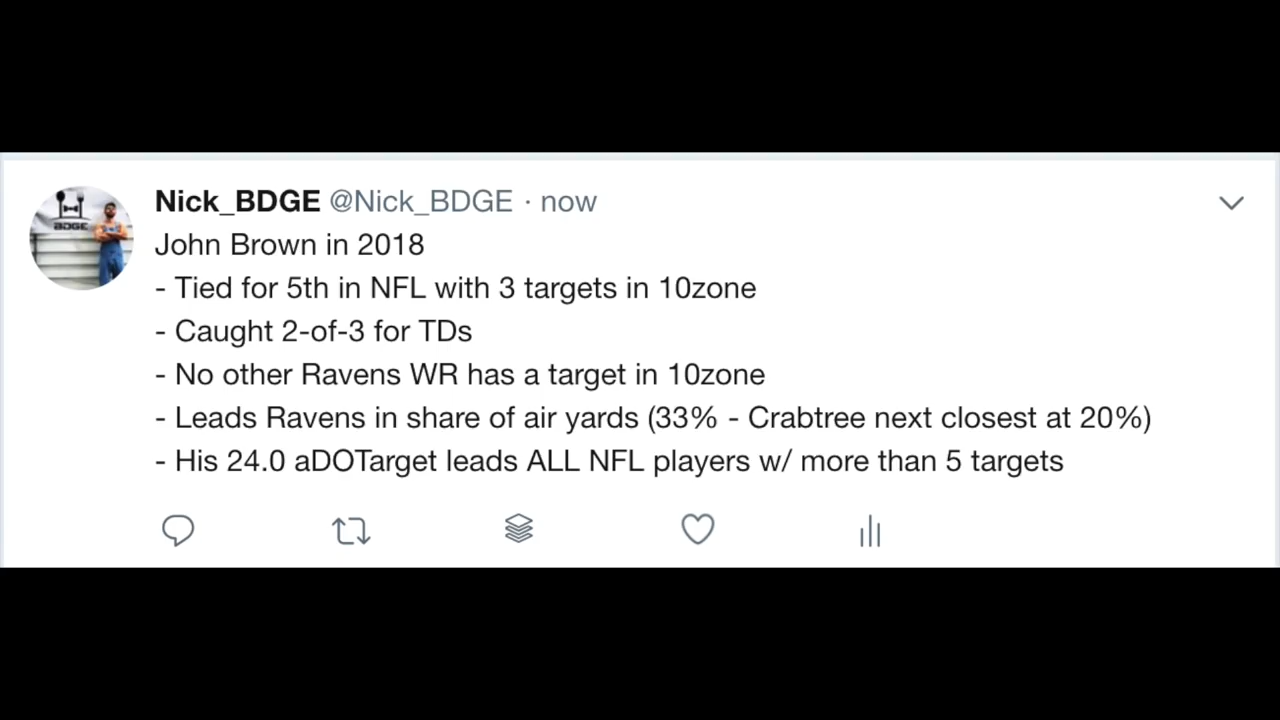 Nick_BDGE @Nick_BDGE · now
John Brown in 2018
- Tied for 5th in NFL with 3 targets in 10zone
- Caught 2-of-3 for TDs
- No other Ravens WR has a target in 10zone
- Leads Ravens in share of air yards (33% - Crabtree next closest at 20%)
- His 24.0 aDOTarget leads ALL NFL players w/ more than 5 targets
BDGE